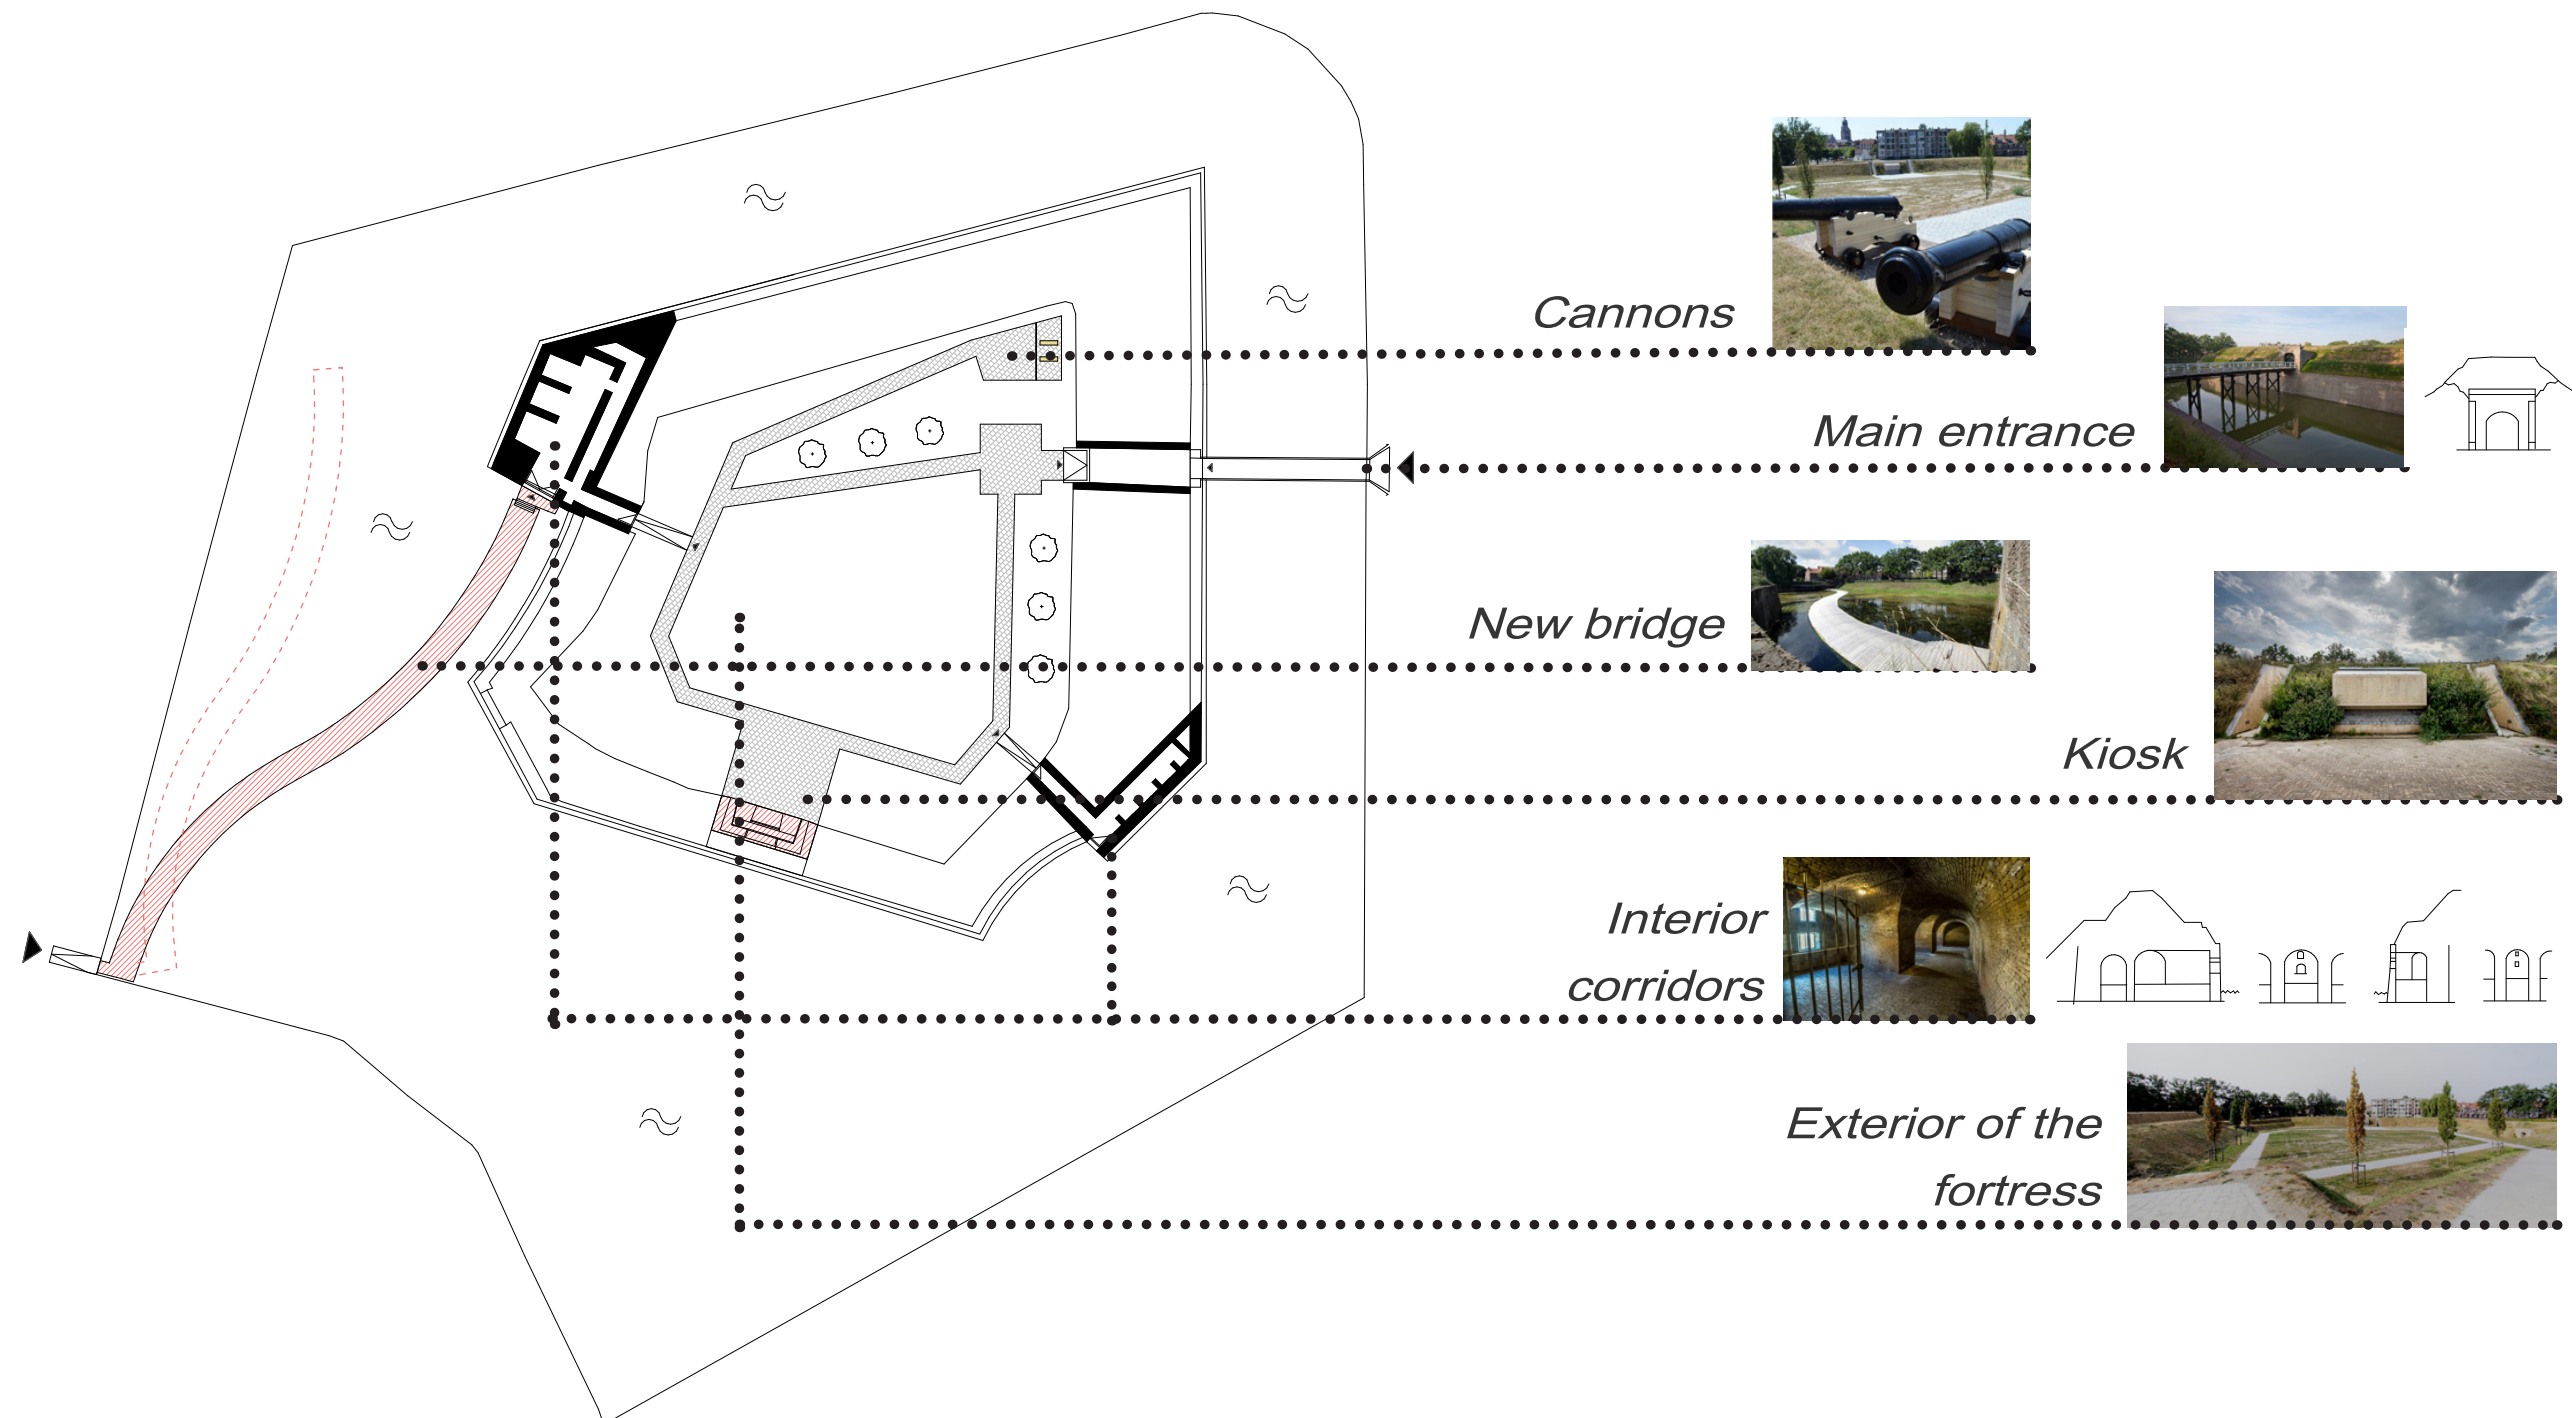 Cannons
Main entrance
New bridge
Kiosk
Interior
corridors
Exterior of the
fortress